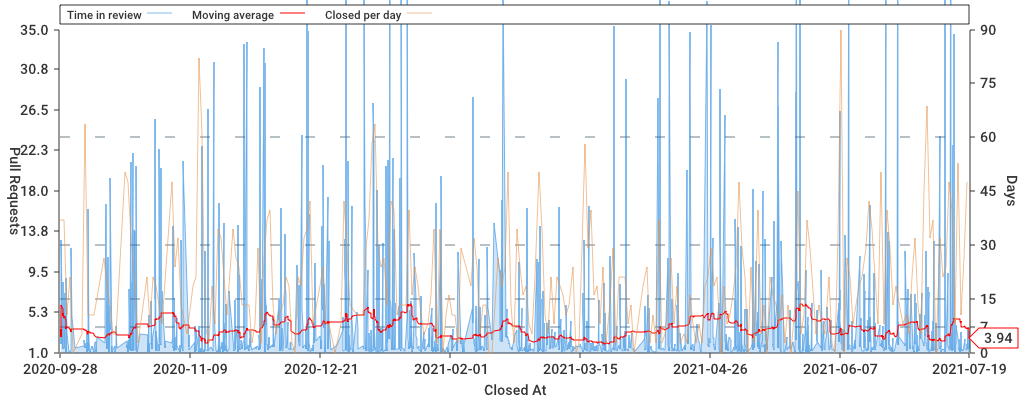 Time in review Moving average Closed per day
35.0 90
30.8 75
26.5 60
22.3 45
18.0 30
13.8 15
9.5 7
5.3 0
1.0
Pull Requests
Days
3.94
2020-09-28 2020-11-09 2020-12-21 2021-02-01 2021-03-15 2021-04-26 2021-06-07 2021-07-19
Closed At